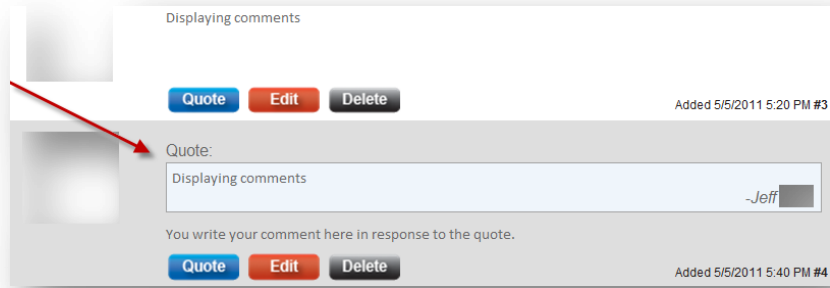 Displaying comments
Quote Edit Delete
Added 5/5/2011 5:20 PM #3
Quote:
Displaying comments
-Jeff
You write your comment here in response to the quote.
Quote Edit Delete
Added 5/5/2011 5:40 PM #4